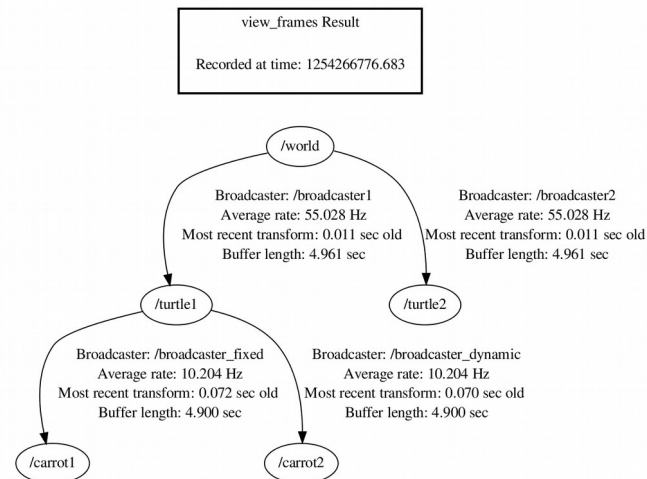 view_frames Result
Recorded at time: 1254266776.683
/world
Broadcaster: /broadcaster1
Average rate: 55.028 Hz
Most recent transform: 0.011 sec old
Buffer length: 4.961 sec
Broadcaster: /broadcaster2
Average rate: 55.028 Hz
Most recent transform: 0.011 sec old
Buffer length: 4.961 sec
/turtle1
/turtle2
Broadcaster: /broadcaster_fixed
Average rate: 10.204 Hz
Most recent transform: 0.072 sec old
Buffer length: 4.900 sec
Broadcaster: /broadcaster_dynamic
Average rate: 10.204 Hz
Most recent transform: 0.070 sec old
Buffer length: 4.900 sec
/carrot1
/carrot2